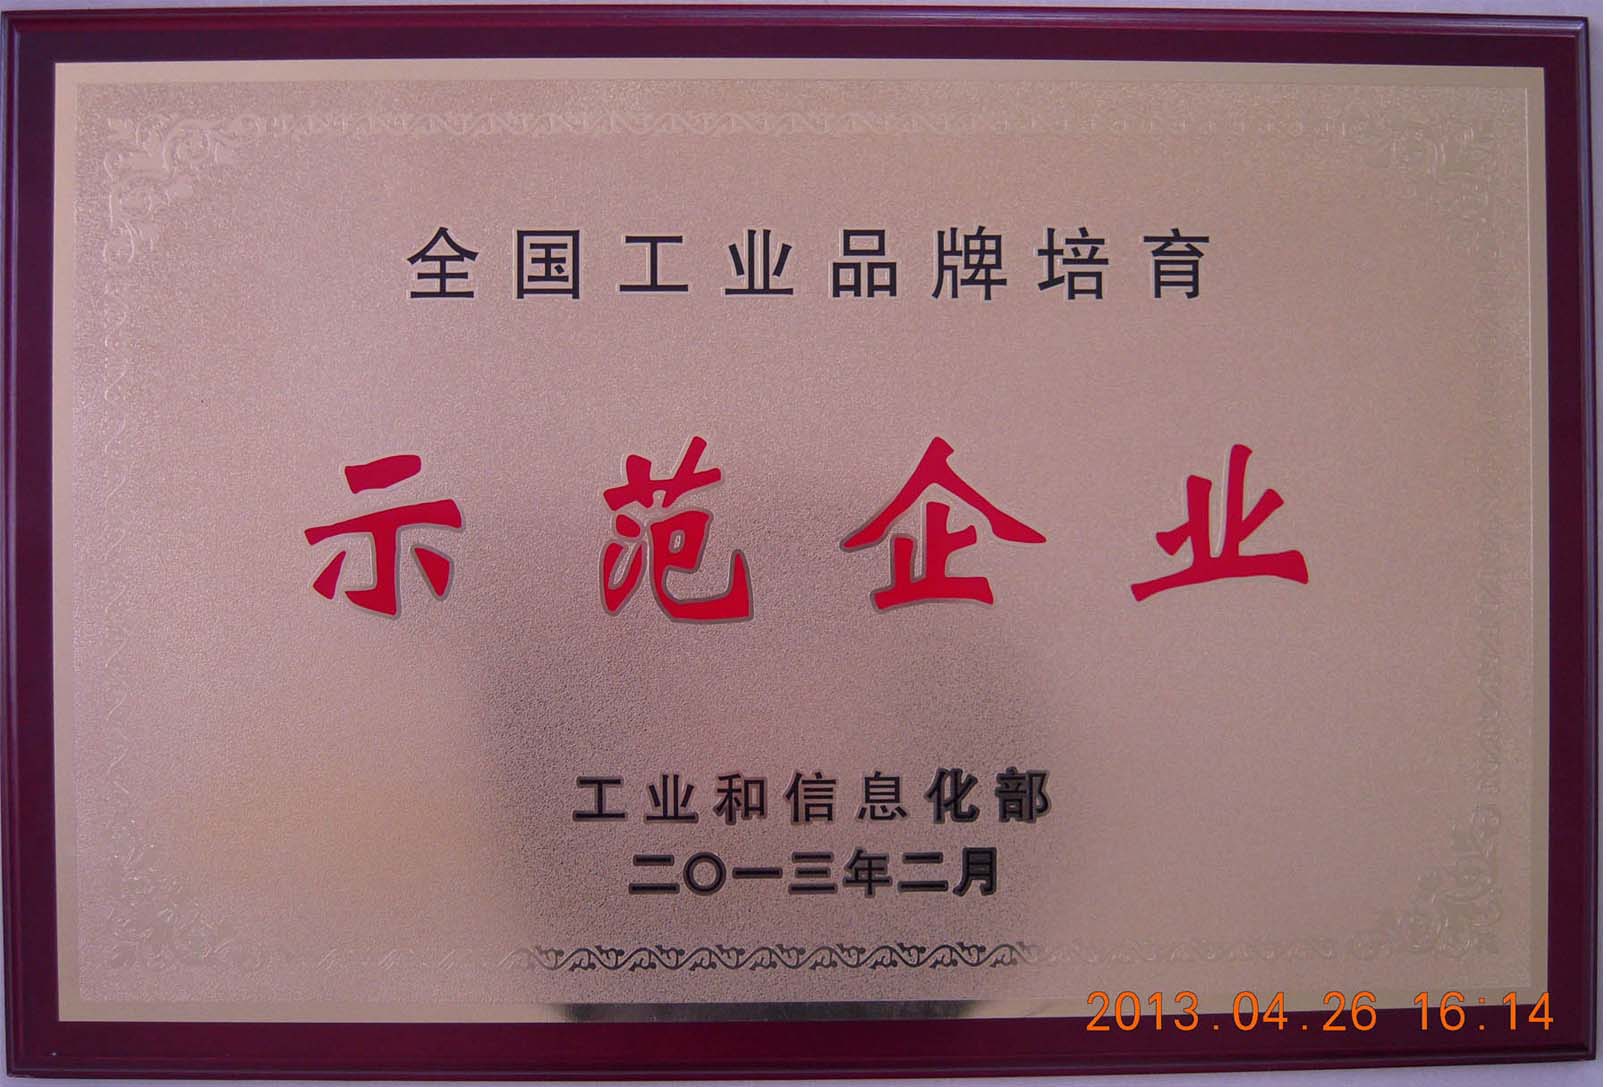 全国工业品牌培育
示范企业
工业和信息化部
二〇一三年二月
2013.04.26 16:14